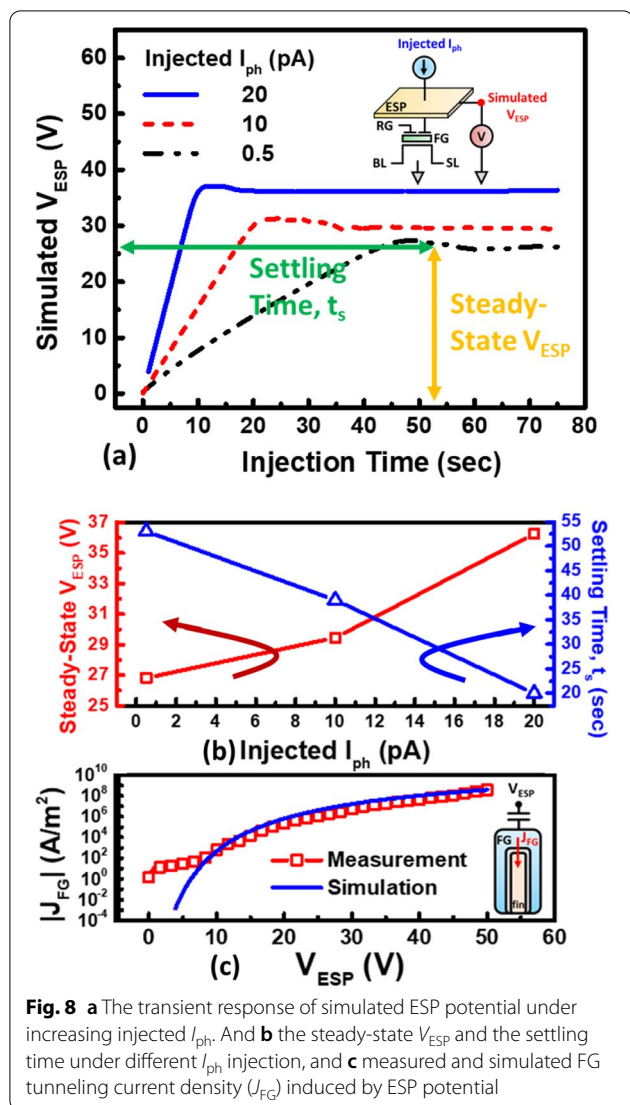 Simulated V_ESP (V)
60
50
40
30
20
10
0
Injected I_ph (pA)
20
10
0.5
Injected I_ph
ESP
Simulated
V_ESP
RG
FG
V
BL
SL
Settling
Time, t_s
Steady-
State V_ESP
0 10 20 30 40 50 60 70 80
(a)
Injection Time (sec)
Steady-State V_ESP (V)
37
35
33
31
29
27
25
Settling Time, t_s (sec)
55
50
45
40
35
30
25
20
0 2 4 6 8 10 12 14 16 18 20
(b) Injected I_ph (pA)
|J_FG| (A/m²)
10^10
10^8
10^6
10^4
10^2
10^0
10^-2
10^-4
Measurement
Simulation
V_ESP
FG
J_FG
fin
0 10 20 30 40 50 60
(c)
V_ESP (V)
Fig. 8 a The transient response of simulated ESP potential under
increasing injected I_ph. And b the steady-state V_ESP and the settling
time under different I_ph injection, and c measured and simulated FG
tunneling current density (J_FG) induced by ESP potential